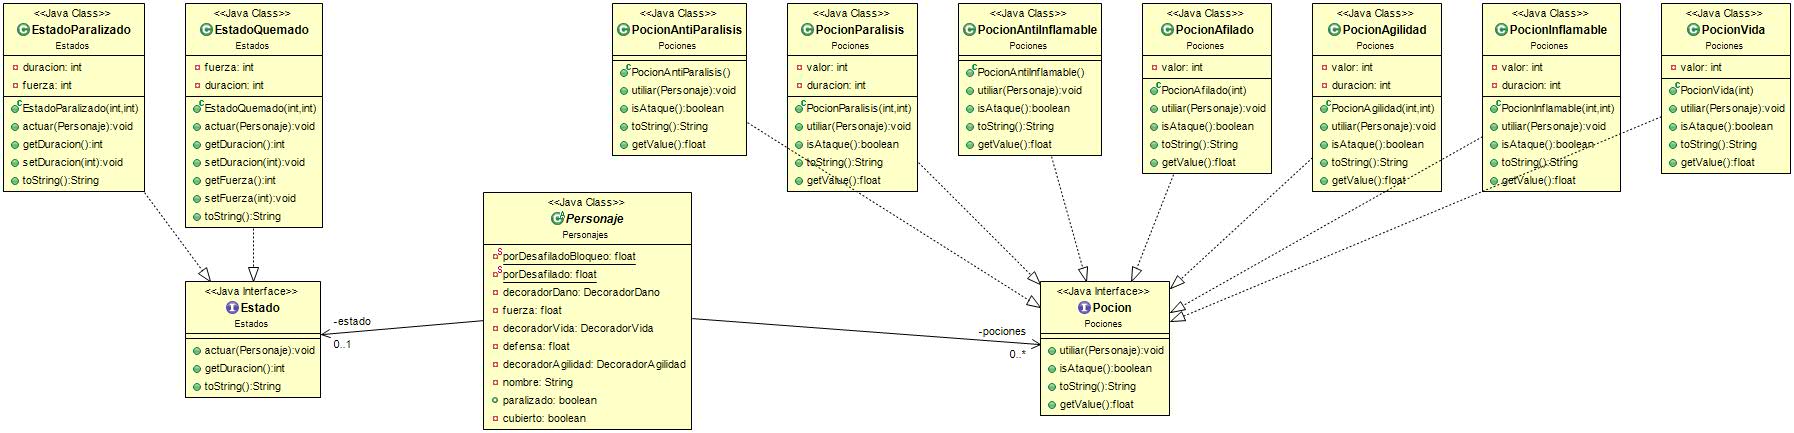 <<Java Class>>
EstadoParalizado
Estados
duracion: int
fuerza: int
EstadoParalizado(int,int)
actuar(Personaje):void
getDuracion():int
setDuracion(int):void
toString():String
<<Java Class>>
EstadoQuemado
Estados
fuerza: int
duracion: int
EstadoQuemado(int,int)
actuar(Personaje):void
getDuracion():int
setDuracion(int):void
getFuerza():int
setFuerza(int):void
toString():String
<<Java Class>>
PocionAntiParalisis
Pociones
PocionAntiParalisis()
utiliar(Personaje):void
isAtaque():boolean
toString():String
getValue():float
<<Java Class>>
PocionParalisis
Pociones
valor: int
duracion: int
PocionParalisis(int,int)
utiliar(Personaje):void
isAtaque():boolean
toString():String
getValue():float
<<Java Class>>
PocionAntiInflamable
Pociones
PocionAntiInflamable()
utiliar(Personaje):void
isAtaque():boolean
toString():String
getValue():float
<<Java Class>>
PocionAfilado
Pociones
valor: int
PocionAfilado(int)
utiliar(Personaje):void
isAtaque():boolean
toString():String
getValue():float
<<Java Class>>
PocionAgilidad
Pociones
valor: int
duracion: int
PocionAgilidad(int,int)
utiliar(Personaje):void
isAtaque():boolean
toString():String
getValue():float
<<Java Class>>
PocionInflamable
Pociones
valor: int
duracion: int
PocionInflamable(int,int)
utiliar(Personaje):void
isAtaque():boolean
toString():String
getValue():float
<<Java Class>>
PocionVida
Pociones
valor: int
PocionVida(int)
utiliar(Personaje):void
isAtaque():boolean
toString():String
getValue():float
<<Java Class>>
Personaje
Personajes
porDesafiladoBloqueo: float
porDesafilado: float
decoradorDano: DecoradorDano
fuerza: float
decoradorVida: DecoradorVida
defensa: float
decoradorAgilidad: DecoradorAgilidad
nombre: String
paralizado: boolean
cubierto: boolean
<<Java Interface>>
Estado
Estados
actuar(Personaje):void
getDuracion():int
toString():String
-estado
0..1
-pociones
0..*
<<Java Interface>>
Pocion
Pociones
utiliar(Personaje):void
isAtaque():boolean
toString():String
getValue():float